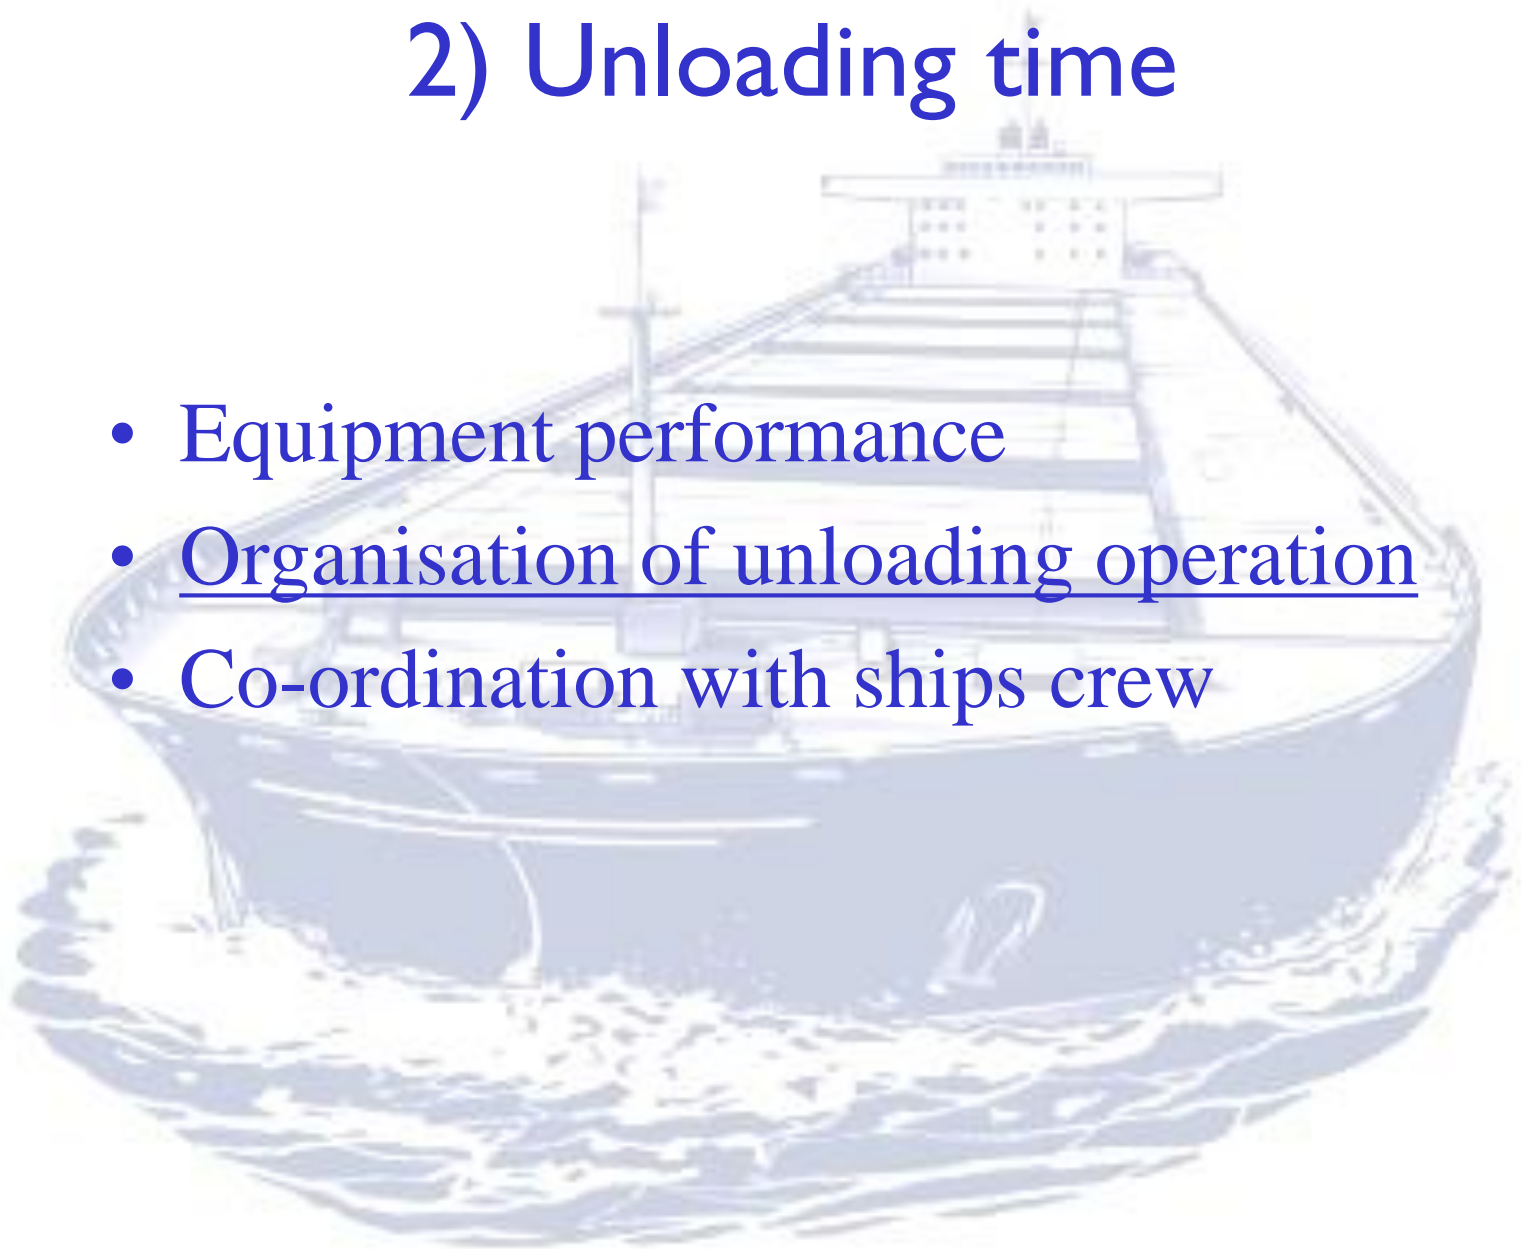 2) Unloading time
• Equipment performance
• Organisation of unloading operation
• Co-ordination with ships crew